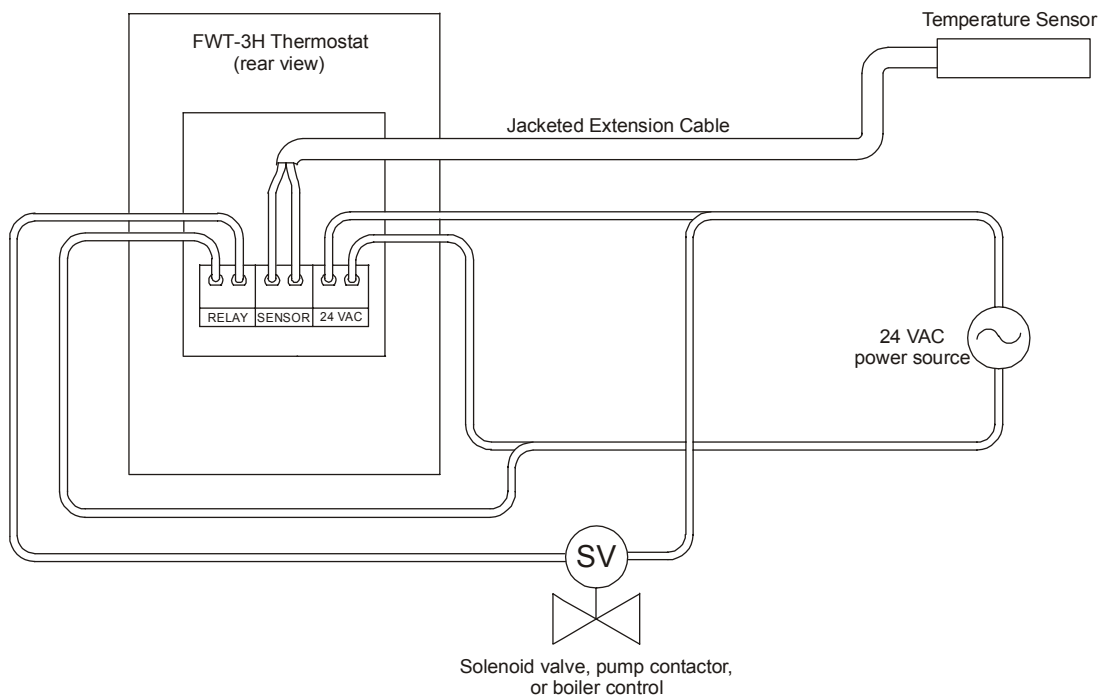 Temperature Sensor
FWT-3H Thermostat
(rear view)
Jacketed Extension Cable
RELAY
SENSOR
24 VAC
24 VAC
power source
SV
Solenoid valve, pump contactor,
or boiler control